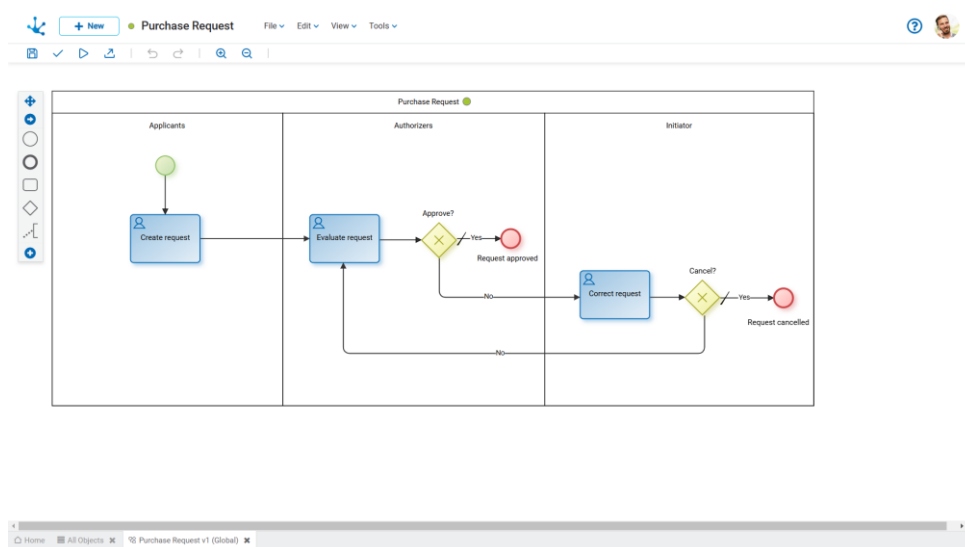 + New
Purchase Request
File
Edit
View
Tools
?
Purchase Request
Applicants
Authorizers
Initiator
Create request
Evaluate request
Approve?
Yes
Request approved
No
Correct request
Cancel?
Yes
Request cancelled
No
Home
All Objects
Purchase Request v1 (Global)